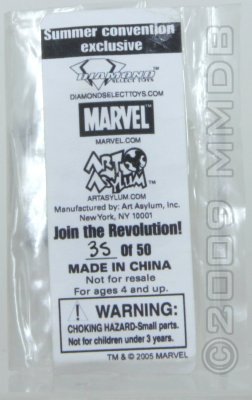 Summer convention
exclusive
DIAMOND
SELECT TOYS
DIAMONDSELECTTOYS.COM
MARVEL
MARVEL.COM
ART
ASYLUM
ARTASYLUM.COM
Manufactured by: Art Asylum, Inc.
New York, NY 10001
Join the Revolution!
35 Of 50
MADE IN CHINA
Not for resale
For ages 4 and up.
WARNING:
CHOKING HAZARD-Small parts.
Not for children under 3 years.
TM & © 2005 MARVEL
©2009 MMDB